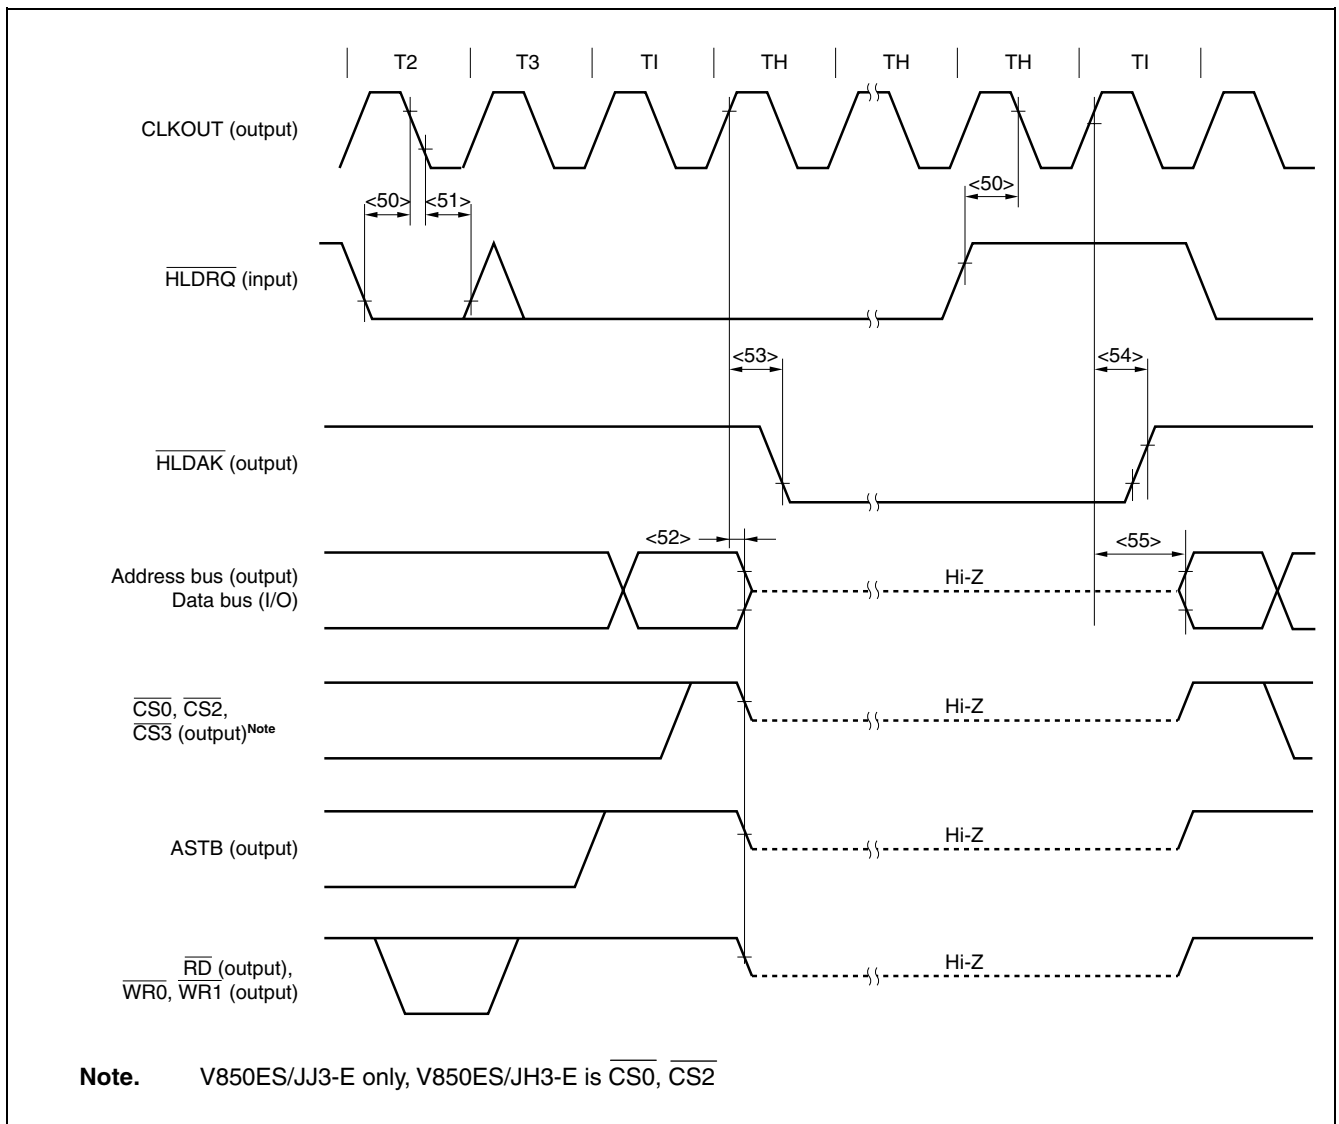 T2 T3 TI TH TH TH TI
CLKOUT (output)
<50> <51> <50>
HLDRQ (input)
<53> <54>
HLDAK (output)
<52> <55>
Address bus (output)
Data bus (I/O)
Hi-Z
CS0, CS2,
CS3 (output)Note
Hi-Z
ASTB (output)
Hi-Z
RD (output),
WR0, WR1 (output)
Hi-Z
Note. V850ES/JJ3-E only, V850ES/JH3-E is CS0, CS2